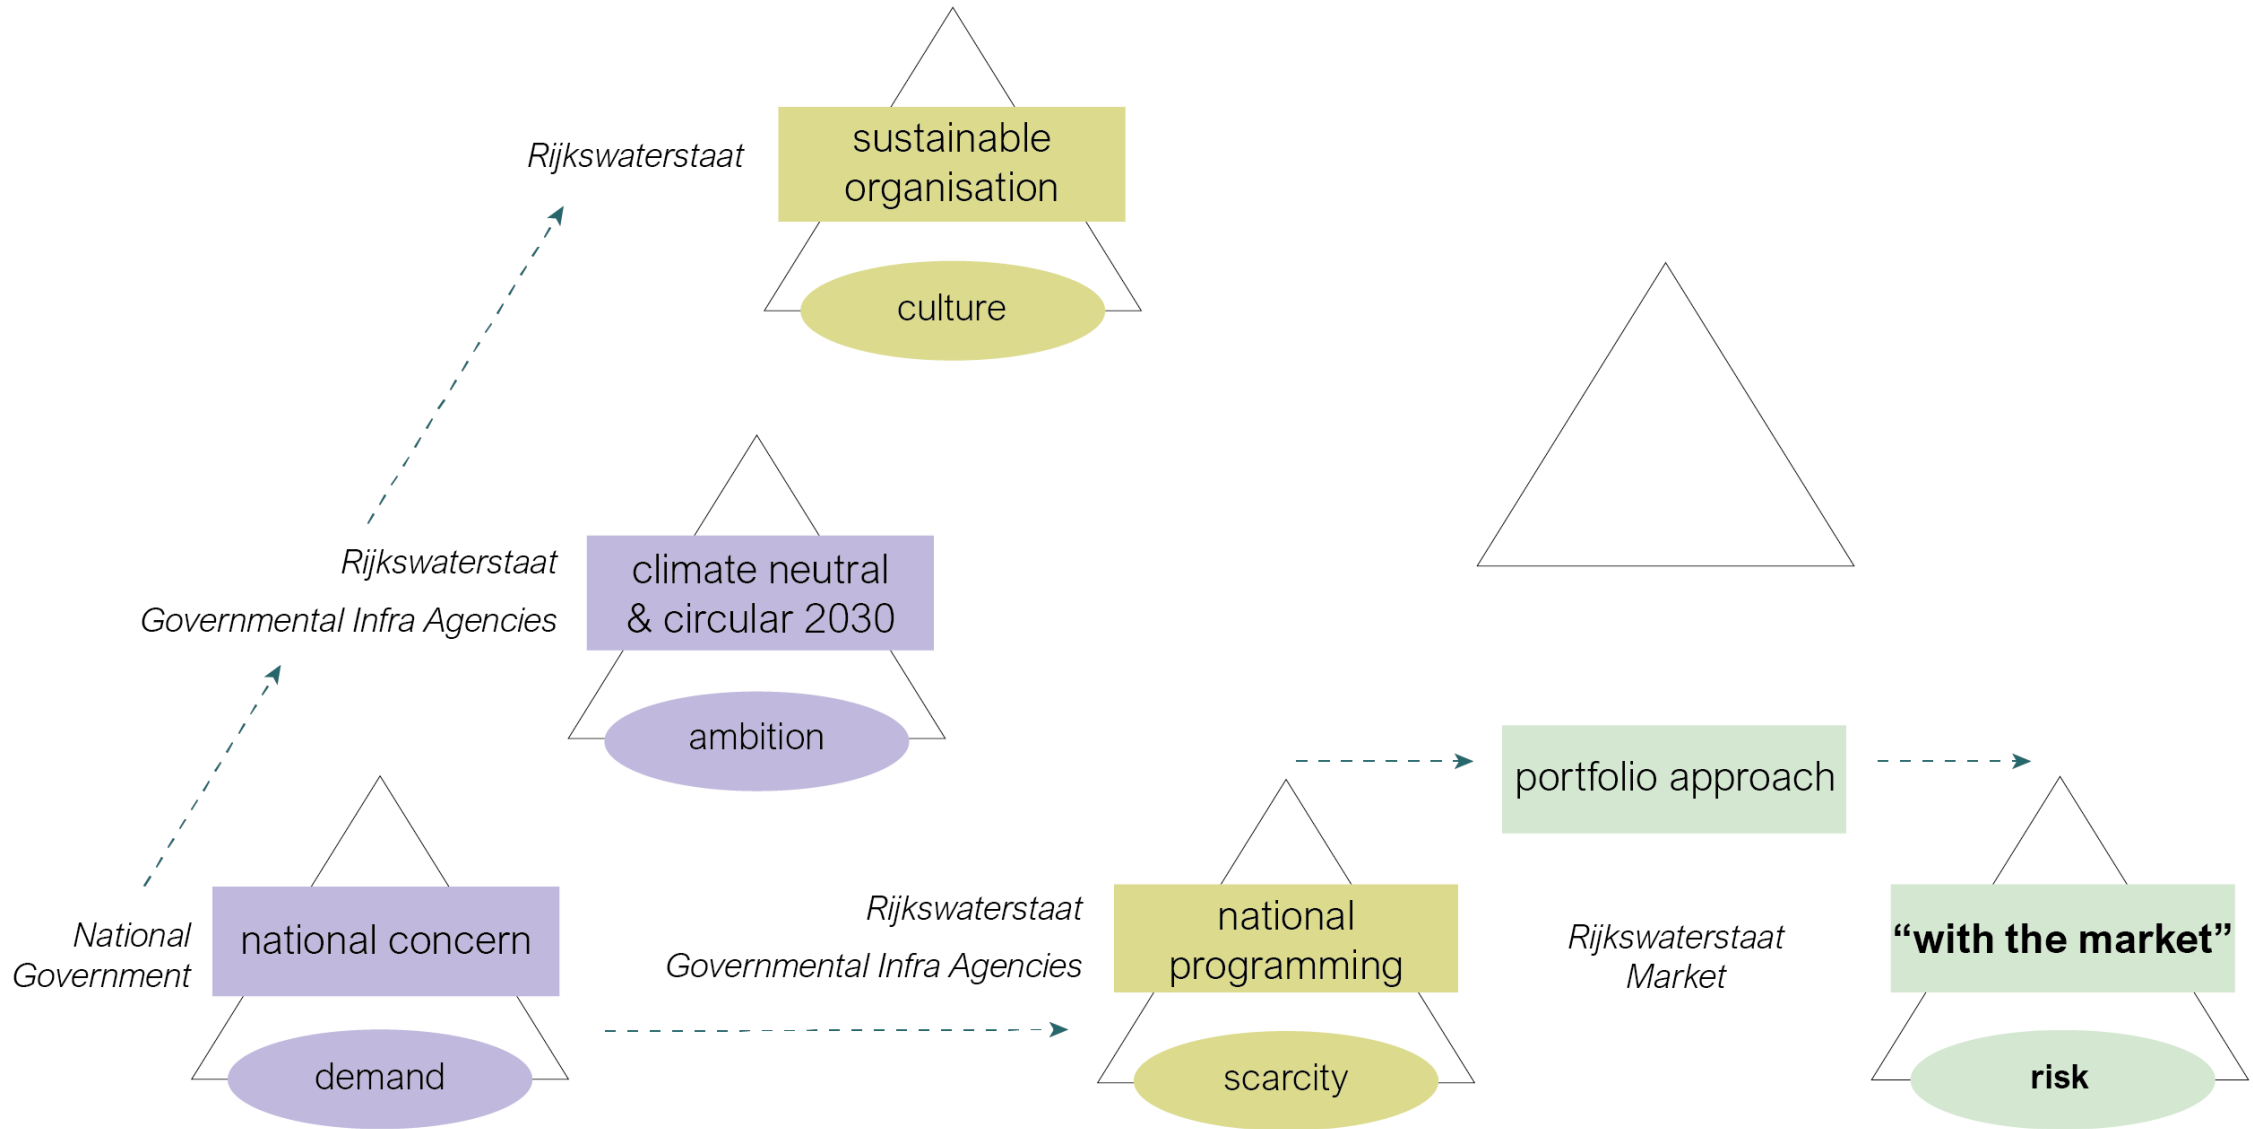 Rijkswaterstaat
sustainable
organisation
culture
Rijkswaterstaat
Governmental Infra Agencies
climate neutral
& circular 2030
ambition
National
Government
national concern
demand
Rijkswaterstaat
Governmental Infra Agencies
national
programming
scarcity
portfolio approach
Rijkswaterstaat
Market
“with the market”
risk